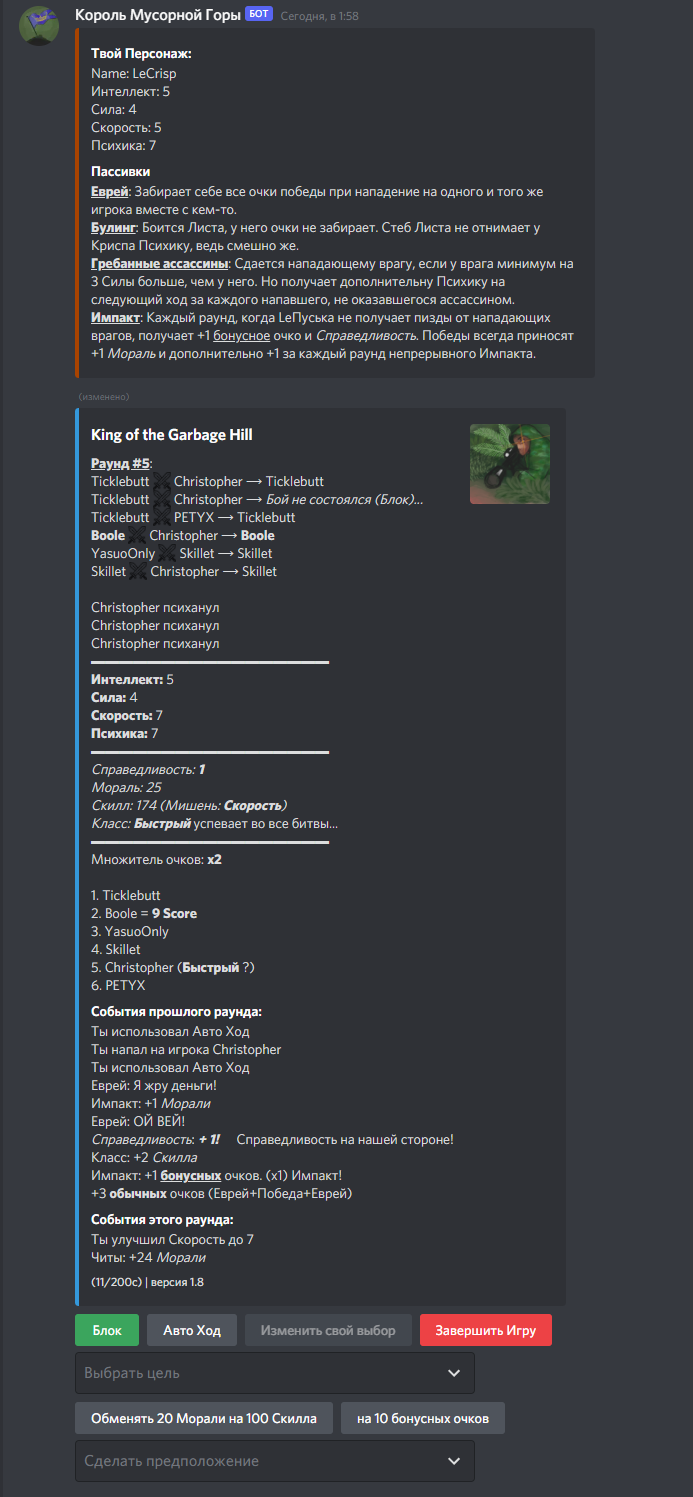 Король Мусорной Горы БОТ Сегодня, в 1:58
Твой Персонаж:
Name: LeCrisp
Интеллект: 5
Сила: 4
Скорость: 5
Психика: 7
Пассивки
Еврей: Забирает себе все очки победы при нападение на одного и того же
игрока вместе с кем-то.
Булинг: Боится Листа, у него очки не забирает. Стеб Листа не отнимает у
Криспа Психику, ведь смешно же.
Гребанные ассассины: Сдается нападающему врагу, если у врага минимум на
3 Силы больше, чем у него. Но получает дополнительну Психику на
следующий ход за каждого напавшего, не оказавшегося ассассином.
Импакт: Каждый раунд, когда LeПуська не получает пизды от нападающих
врагов, получает +1 бонусное очко и Справедливость. Победы всегда приносят
+1 Мораль и дополнительно +1 за каждый раунд непрерывного Импакта.
(изменено)
King of the Garbage Hill
Раунд #5:
Ticklebutt Christopher ⟶ Ticklebutt
Ticklebutt Christopher ⟶ Бой не состоялся (Блок)...
Ticklebutt PETYX ⟶ Ticklebutt
Boole Christopher ⟶ Boole
YasuoOnly Skillet ⟶ Skillet
Skillet Christopher ⟶ Skillet
Christopher психанул
Christopher психанул
Christopher психанул
Интеллект: 5
Сила: 4
Скорость: 7
Психика: 7
Справедливость: 1
Мораль: 25
Скилл: 174 (Мишень: Скорость)
Класс: Быстрый успевает во все битвы...
Множитель очков: x2
1. Ticklebutt
2. Boole = 9 Score
3. YasuoOnly
4. Skillet
5. Christopher (Быстрый ?)
6. PETYX
События прошлого раунда:
Ты использовал Авто Ход
Ты напал на игрока Christopher
Ты использовал Авто Ход
Еврей: Я жру деньги!
Импакт: +1 Морали
Еврей: ОЙ ВЕЙ!
Справедливость: + 1! Справедливость на нашей стороне!
Класс: +2 Скилла
Импакт: +1 бонусных очков. (x1) Импакт!
+3 обычных очков (Еврей+Победа+Еврей)
События этого раунда:
Ты улучшил Скорость до 7
Читы: +24 Морали
(11/200с) | версия 1.8
Блок Авто Ход Изменить свой выбор Завершить Игру
Выбрать цель
Обменять 20 Морали на 100 Скилла на 10 бонусных очков
Сделать предположение